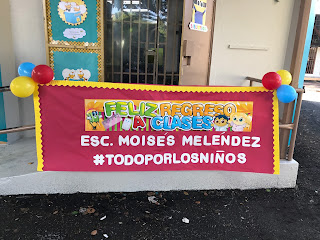 FELIZ REGRESO
A CLASES
ESC. MOISES MELENDEZ
#TODOPORLOSNIÑOS